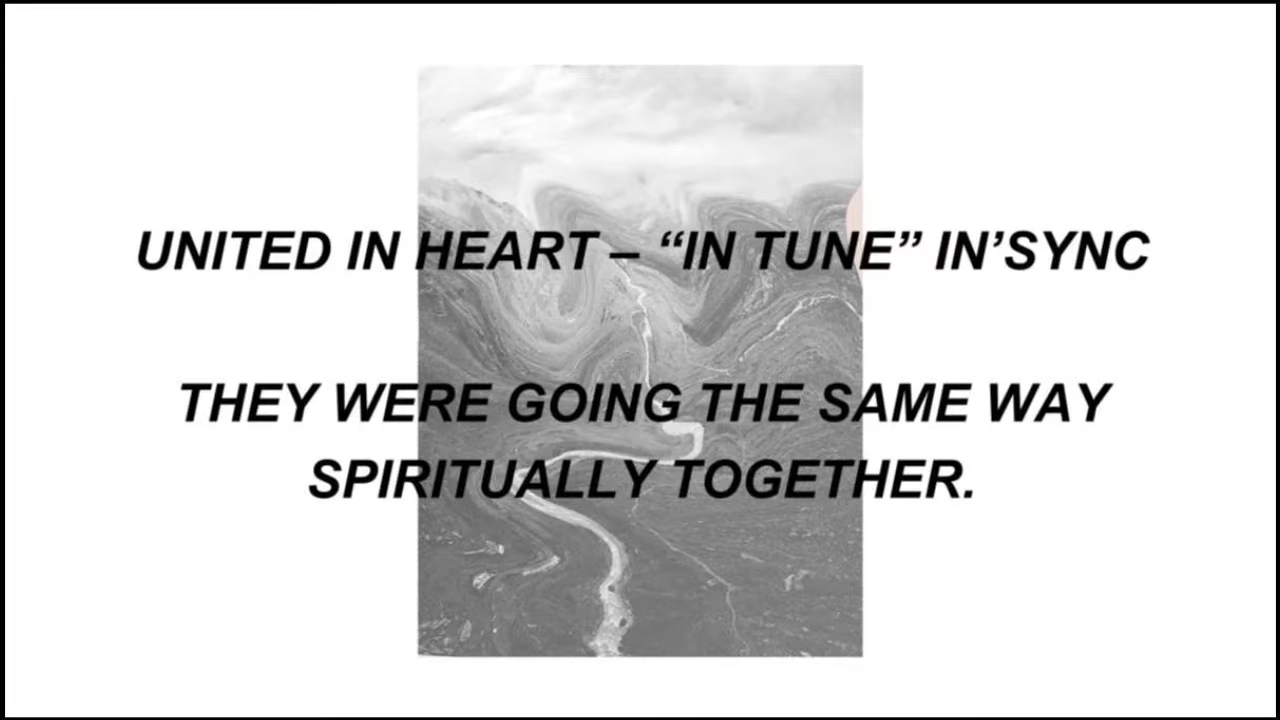 UNITED IN HEART – “IN TUNE” IN’SYNC
THEY WERE GOING THE SAME WAY
SPIRITUALLY TOGETHER.